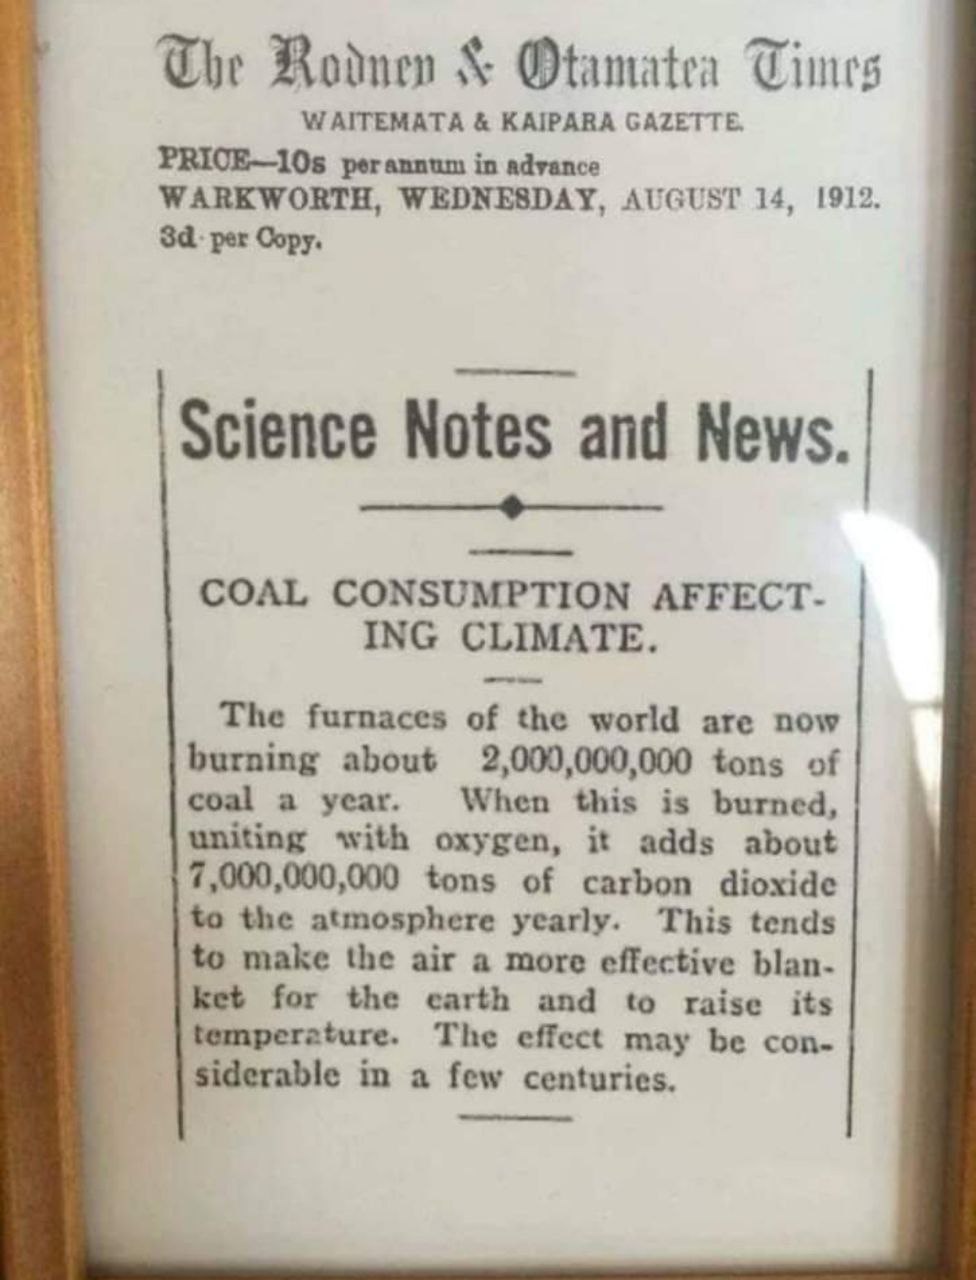 The Rodney & Otamatea Times
WAITEMATA & KAIPARA GAZETTE.
PRICE—10s per annum in advance
WARKWORTH, WEDNESDAY, AUGUST 14, 1912.
3d per Copy.
Science Notes and News.
COAL CONSUMPTION AFFECT-
ING CLIMATE.
The furnaces of the world are now
burning about 2,000,000,000 tons of
coal a year. When this is burned,
uniting with oxygen, it adds about
7,000,000,000 tons of carbon dioxide
to the atmosphere yearly. This tends
to make the air a more effective blan-
ket for the earth and to raise its
temperature. The effect may be con-
siderable in a few centuries.